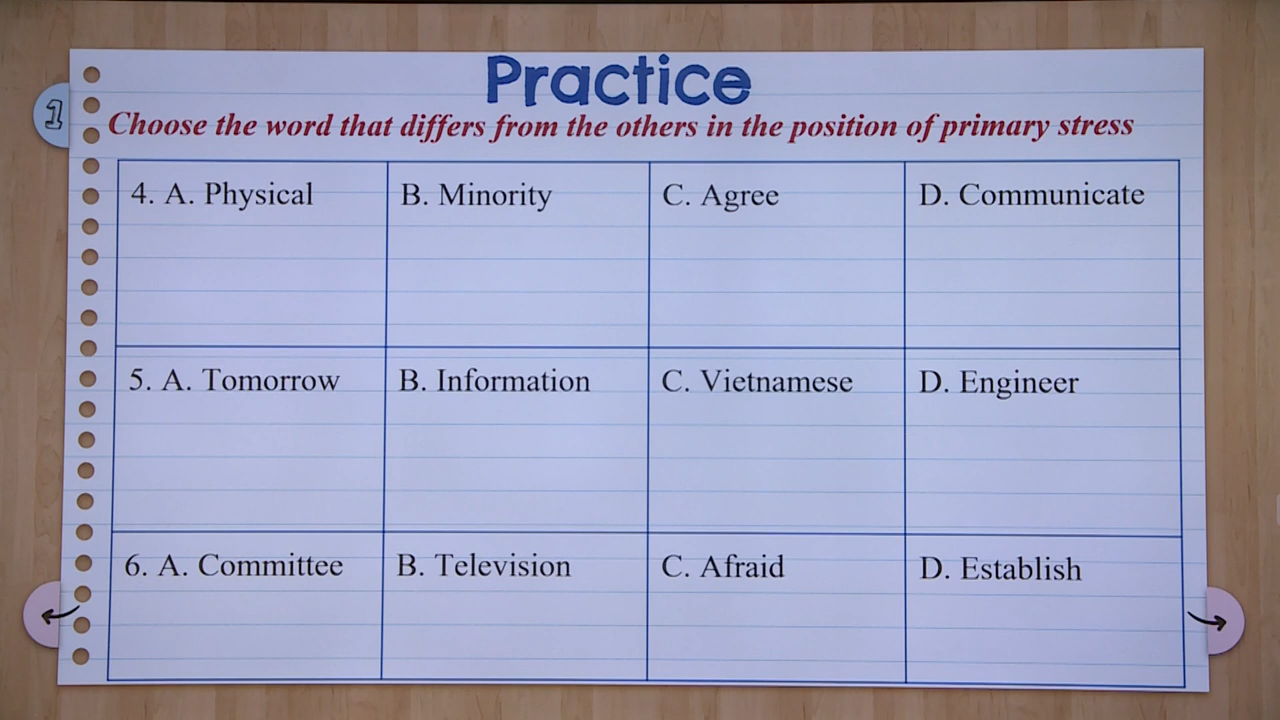 Practice
1
Choose the word that differs from the others in the position of primary stress
4. A. Physical B. Minority C. Agree D. Communicate
5. A. Tomorrow B. Information C. Vietnamese D. Engineer
6. A. Committee B. Television C. Afraid D. Establish